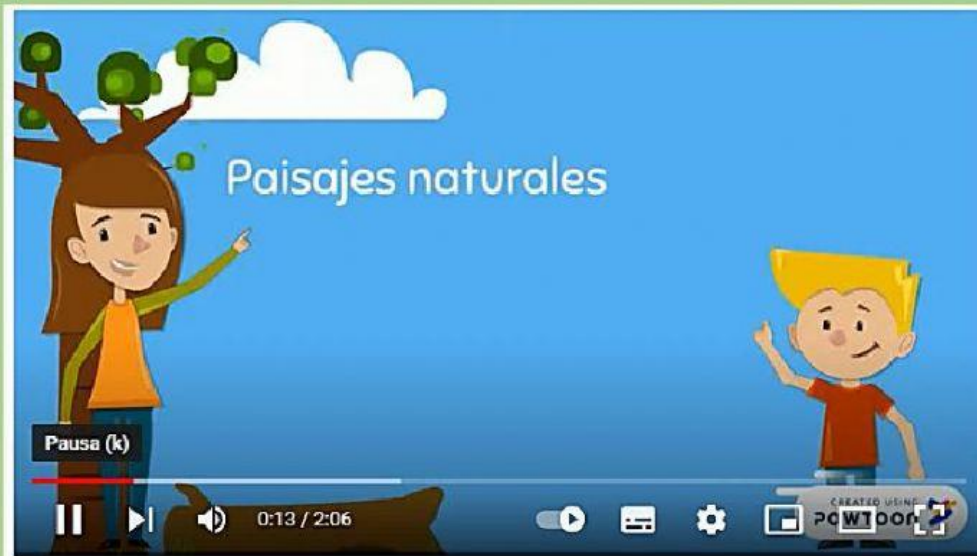 Paisajes naturales
Pausa (k)
0:13 / 2:06
CREATED USING
POWTOON